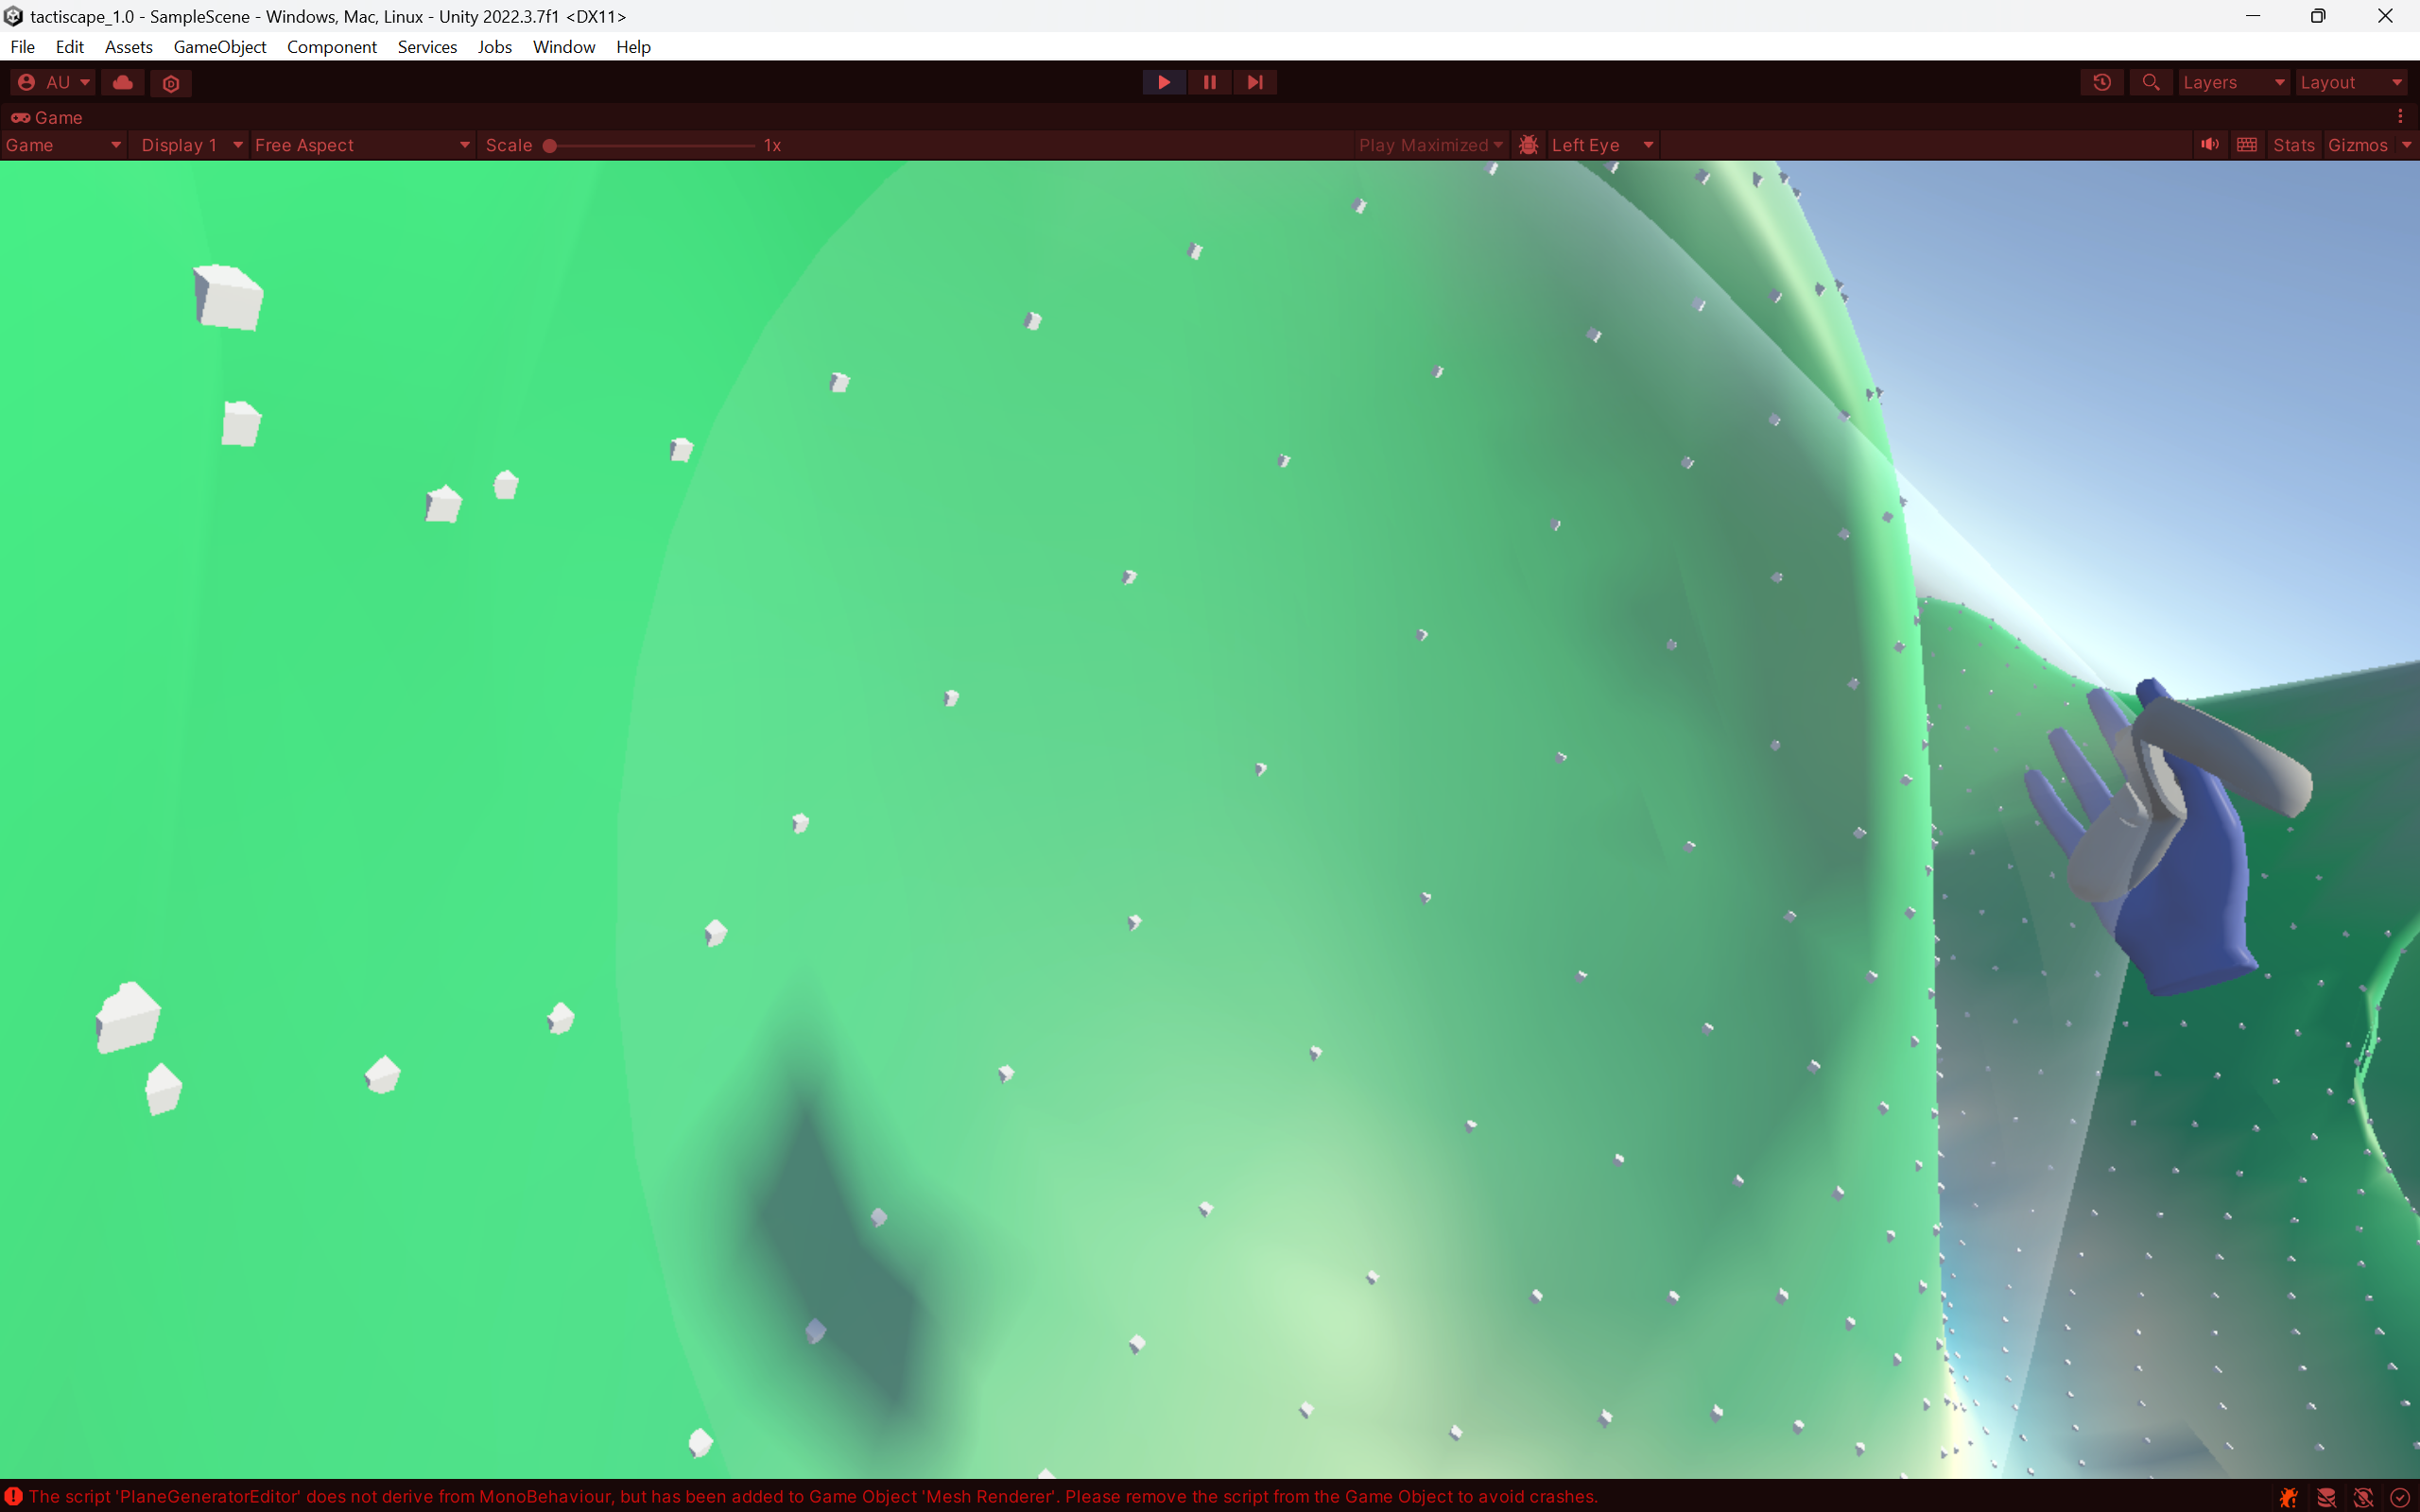 tactiscape_1.0 - SampleScene - Windows, Mac, Linux - Unity 2022.3.7f1 <DX11>
File Edit Assets GameObject Component Services Jobs Window Help
AU Layers Layout
Game
Game Display 1 Free Aspect Scale 1x Play Maximized Left Eye Stats Gizmos
The script 'PlaneGeneratorEditor' does not derive from MonoBehaviour, but has been added to Game Object 'Mesh Renderer'. Please remove the script from the Game Object to avoid crashes.